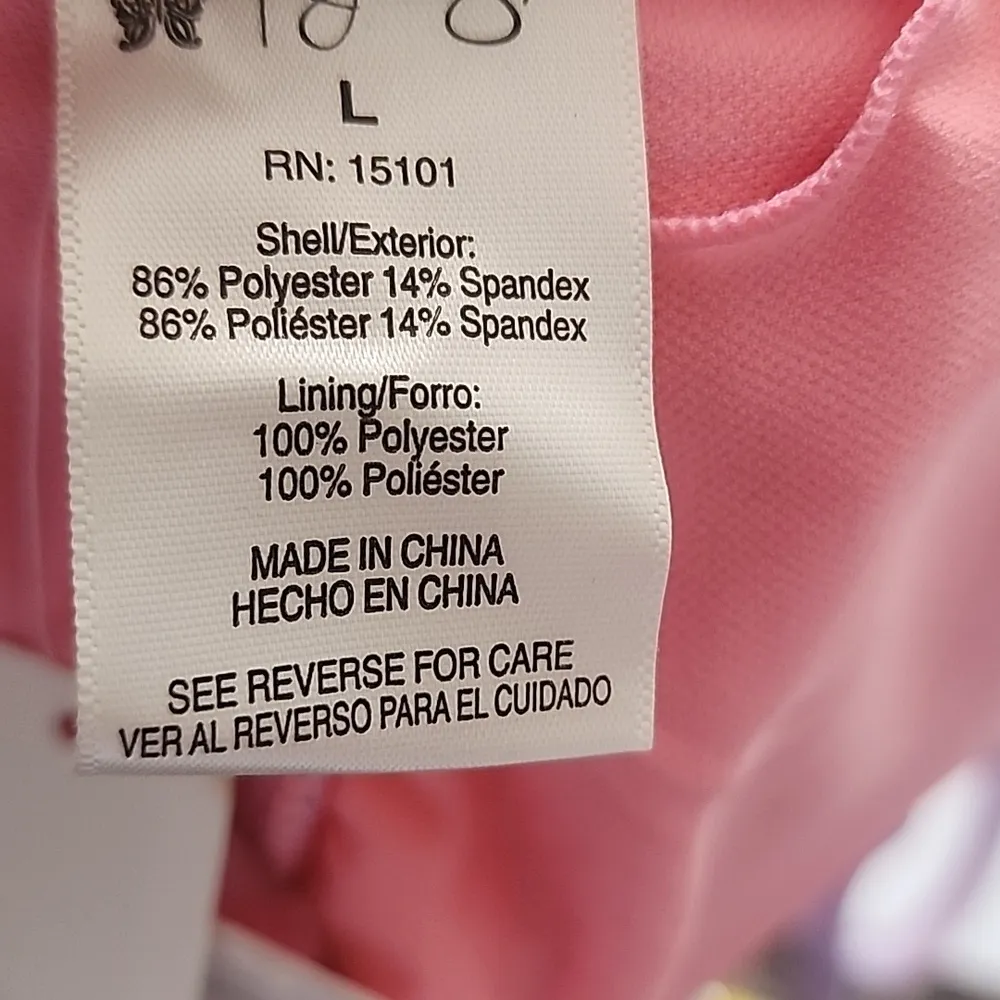 L
RN: 15101
Shell/Exterior:
86% Polyester 14% Spandex
86% Poliéster 14% Spandex
Lining/Forro:
100% Polyester
100% Poliéster
MADE IN CHINA
HECHO EN CHINA
SEE REVERSE FOR CARE
VER AL REVERSO PARA EL CUIDADO